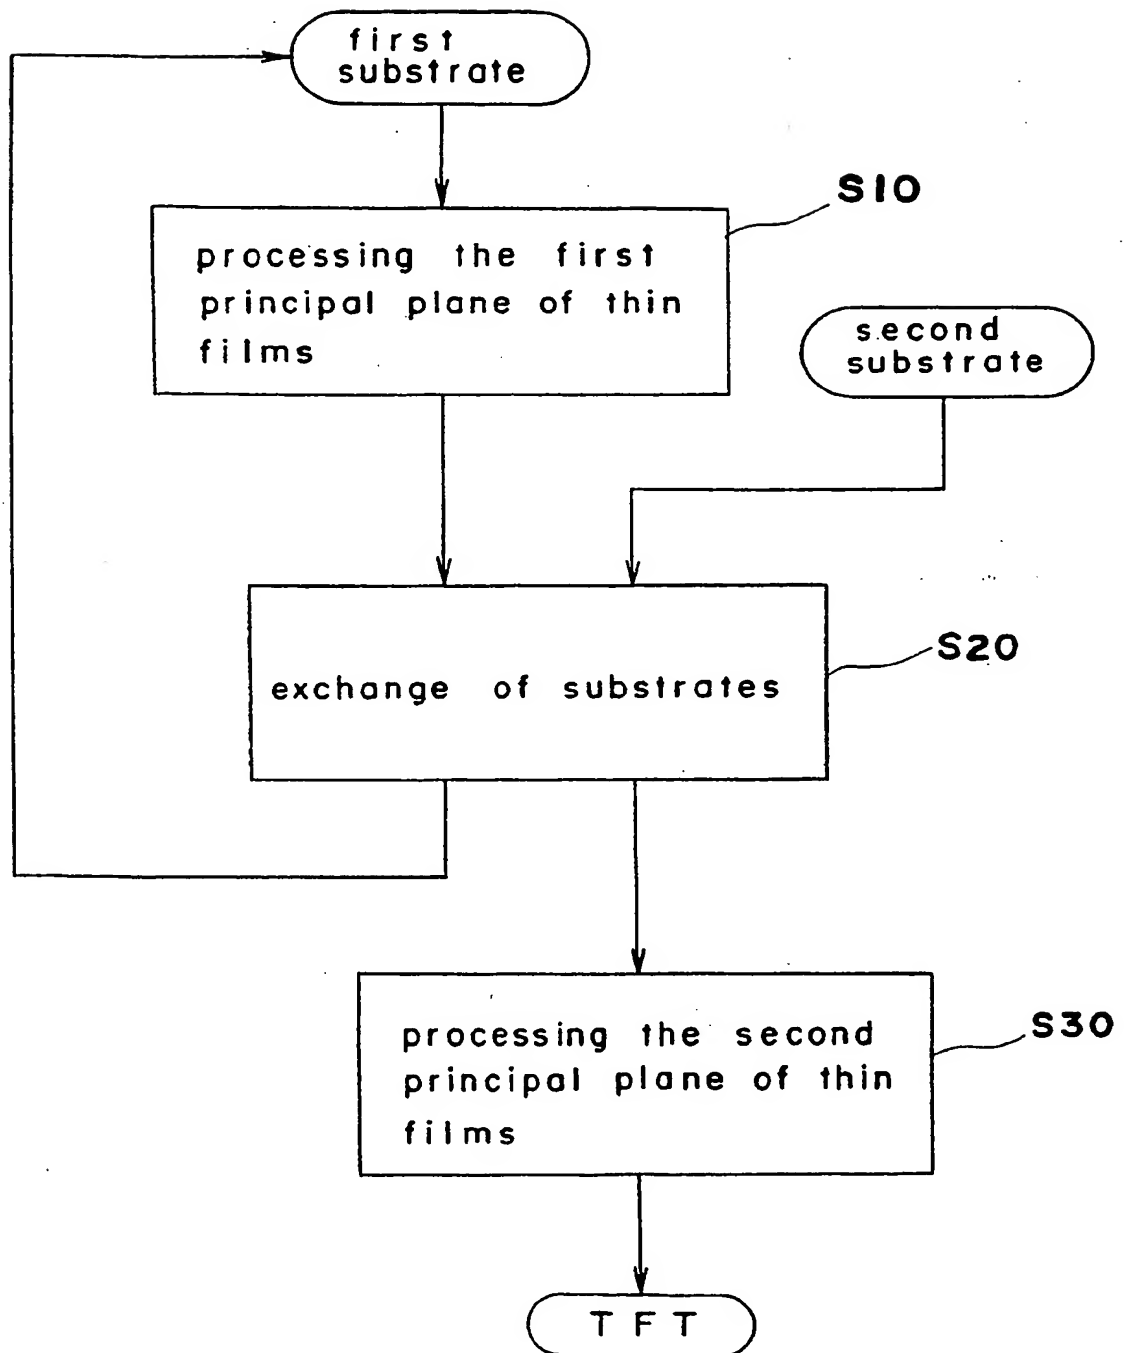 first
substrate
S10
processing the first
principal plane of thin
films
second
substrate
exchange of substrates
S20
processing the second
principal plane of thin
films
S30
TFT